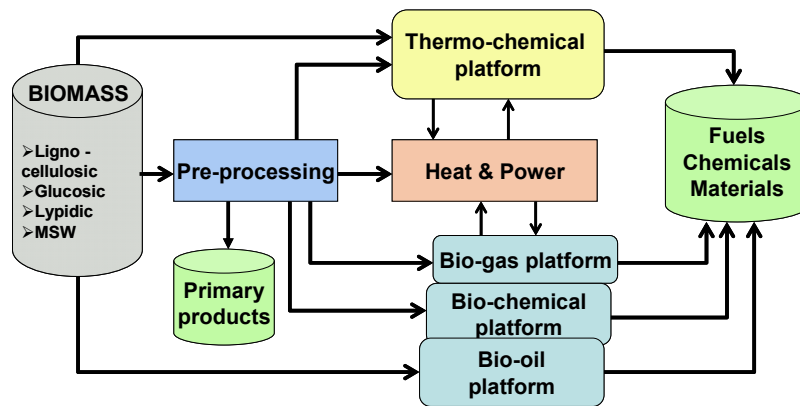 BIOMASS
➢Ligno -
cellulosic
➢Glucosic
➢Lypidic
➢MSW
Pre-processing
Primary
products
Thermo-chemical
platform
Heat & Power
Bio-gas platform
Bio-chemical
platform
Bio-oil
platform
Fuels
Chemicals
Materials